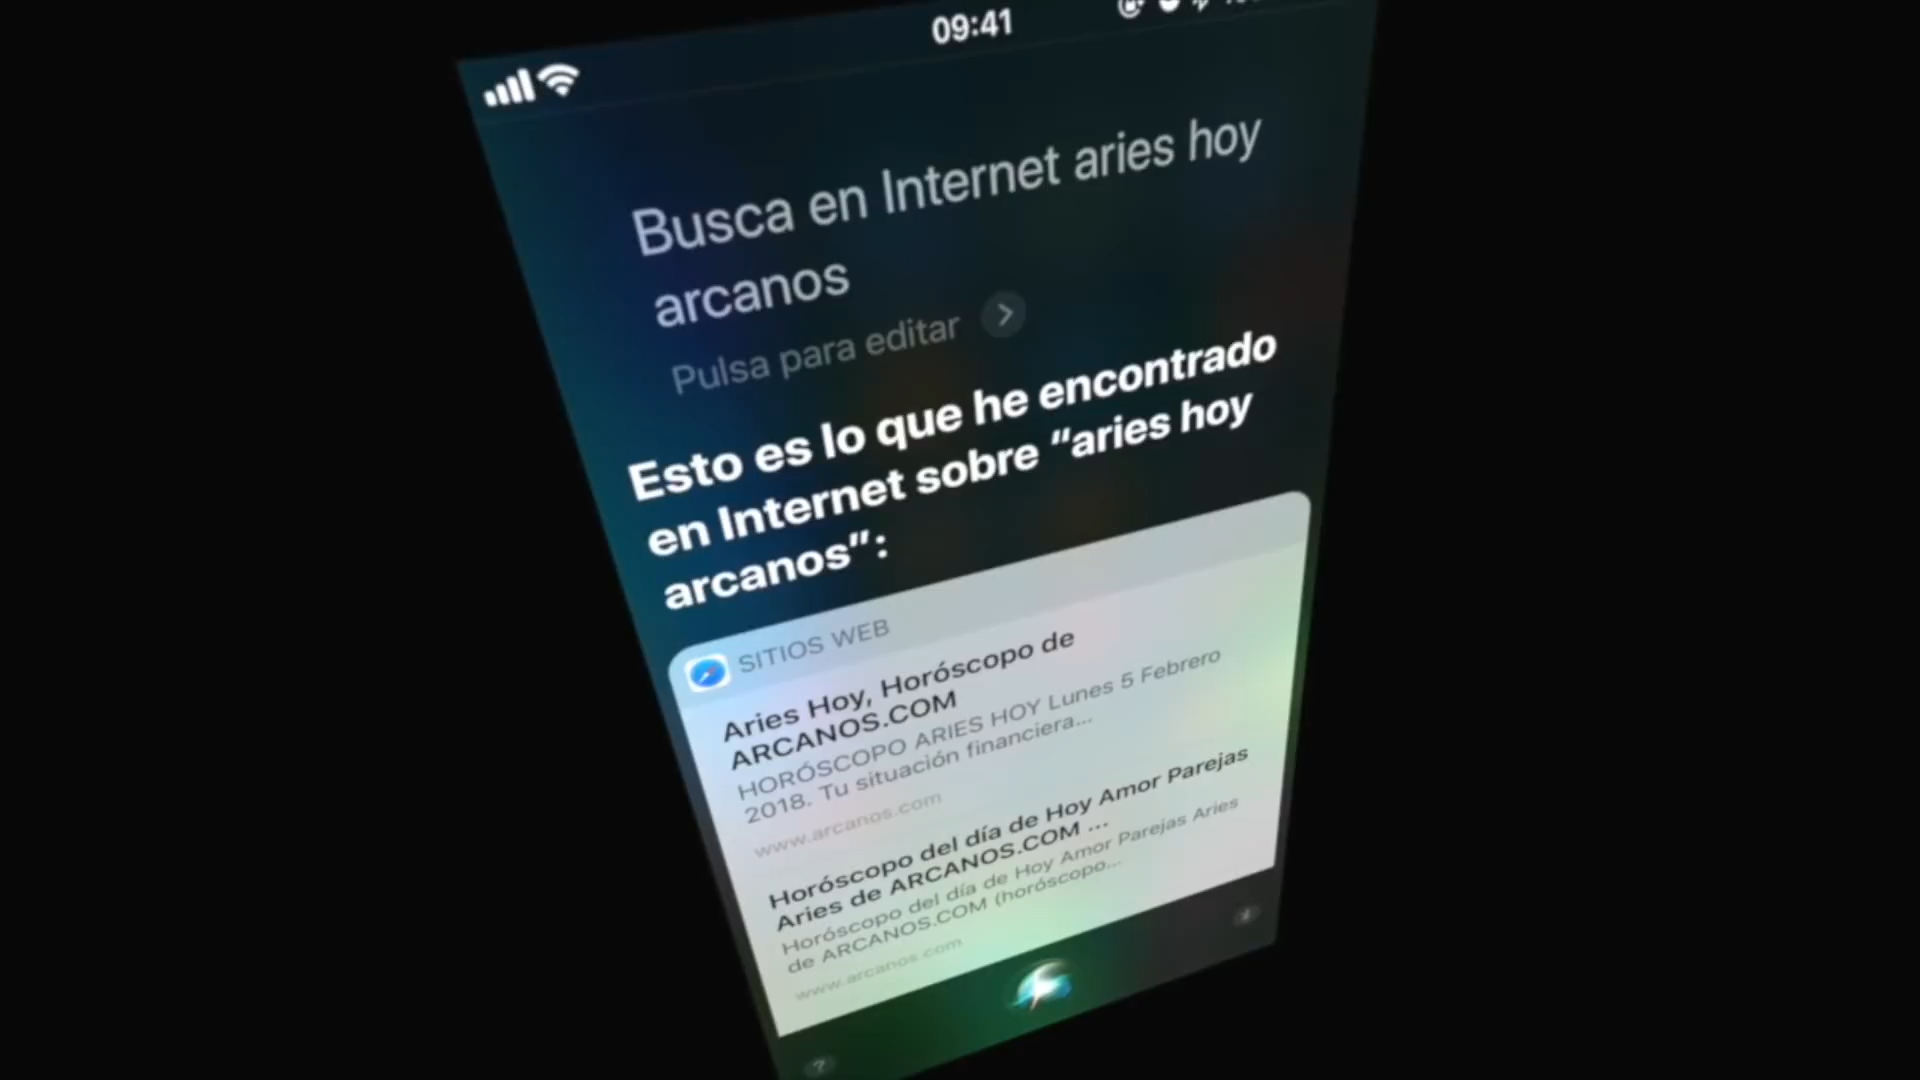 09:41
Busca en Internet aries hoy
arcanos
Pulsa para editar
Esto es lo que he encontrado
en Internet sobre “aries hoy
arcanos”:
SITIOS WEB
Aries Hoy, Horóscopo de
ARCANOS.COM
HORÓSCOPO ARIES HOY Lunes 5 Febrero
2018. Tu situación financiera...
www.arcanos.com
Horóscopo del día de Hoy Amor Parejas
Aries de ARCANOS.COM ...
Horóscopo del día de Hoy Amor Parejas Aries
de ARCANOS.COM (horóscopo...
www.arcanos.com
?